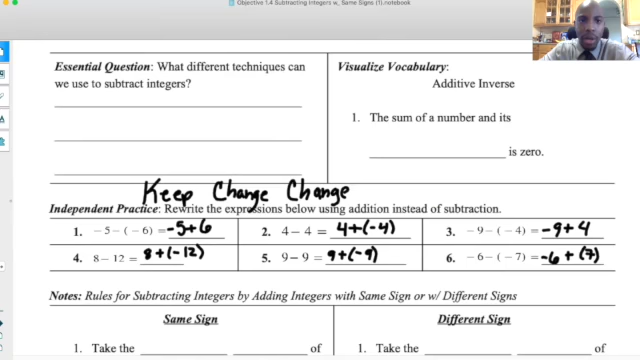 Objective 1.4 Subtracting Integers w_ Same Signs (1).notebook
Essential Question: What different techniques can
we use to subtract integers?
Visualize Vocabulary:
Additive Inverse
1. The sum of a number and its
is zero.
Keep Change Change
Independent Practice: Rewrite the expressions below using addition instead of subtraction.
1. −5 − (−6) = -5+6 2. 4 − 4 = 4+(-4) 3. −9 − (−4) = -9+4
4. 8 − 12 = 8+(-12) 5. 9 − 9 = 9+(-9) 6. −6 − (−7) = -6+(7)
Notes: Rules for Subtracting Integers by Adding Integers with Same Sign or w/ Different Signs
Same Sign Different Sign
1. Take the of 1. Take the of